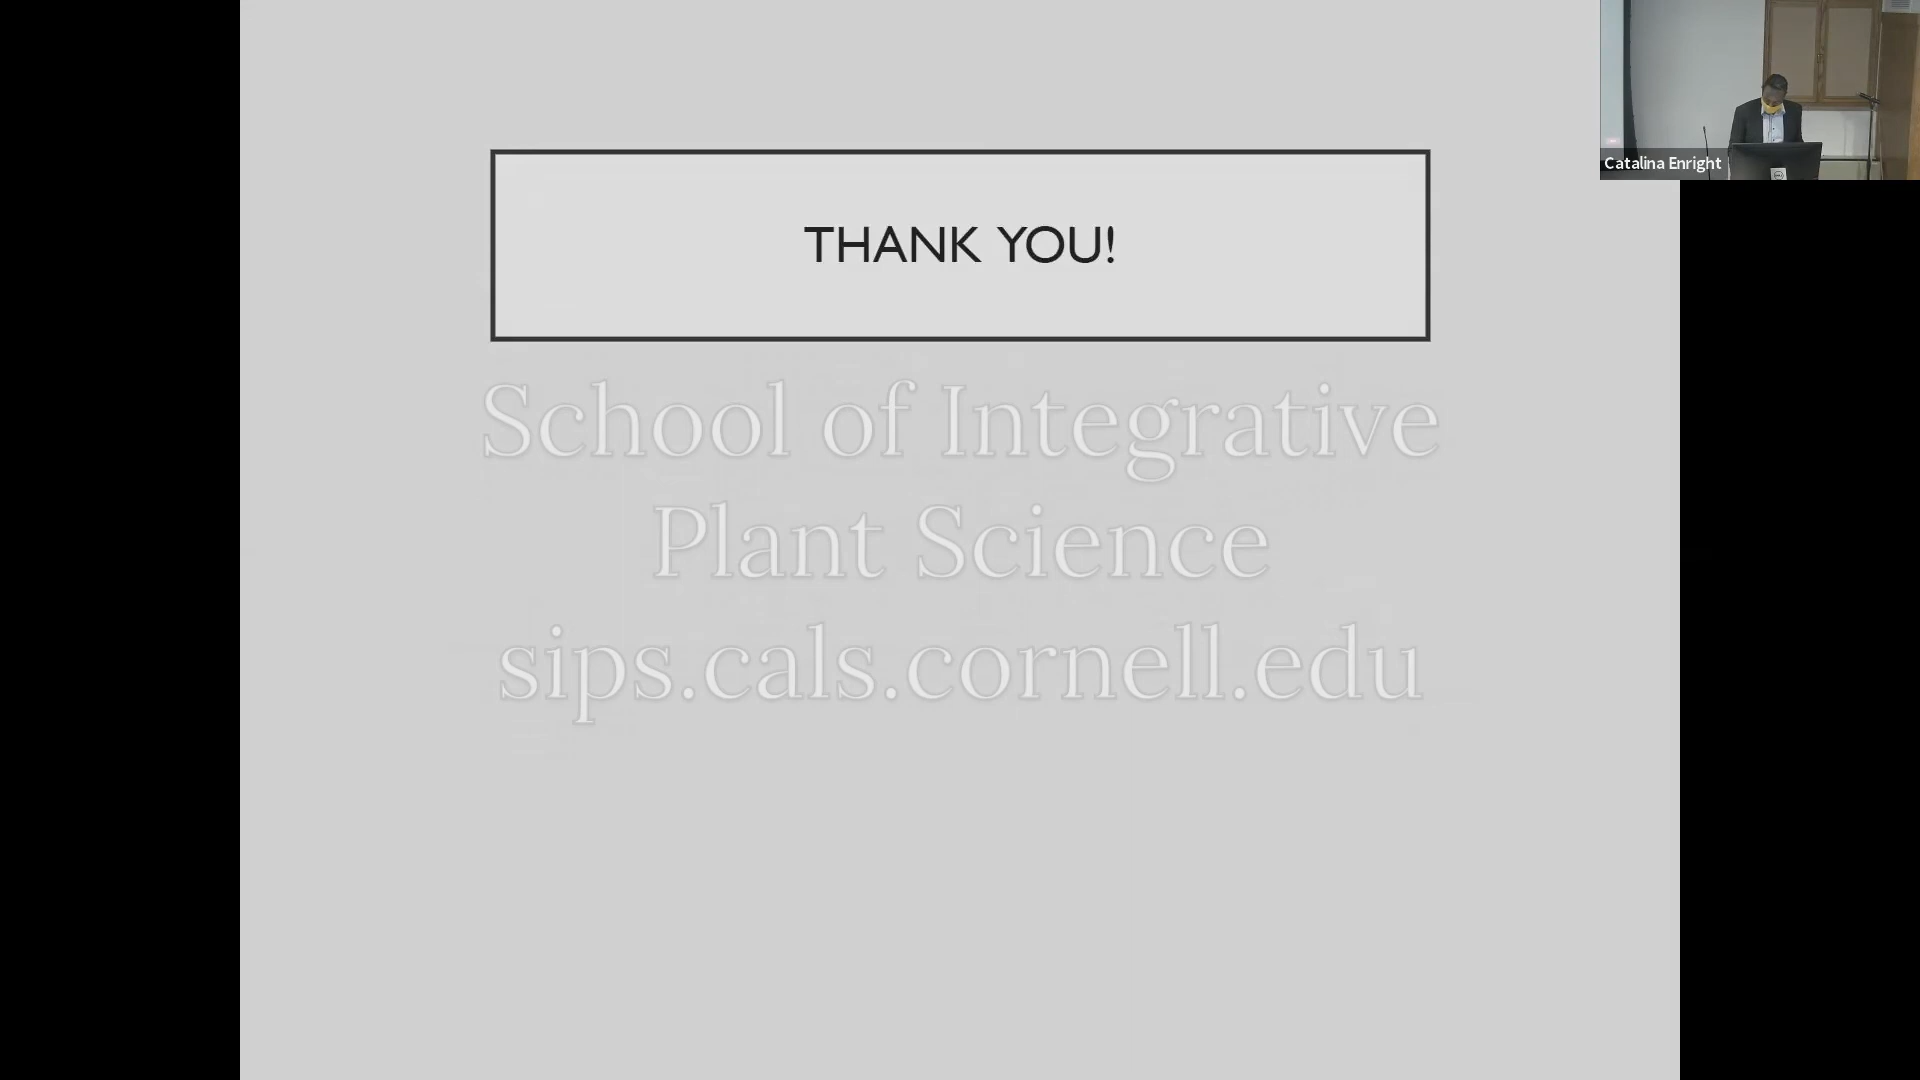 THANK YOU!
Catalina Enright
School of Integrative
Plant Science
sips.cals.cornell.edu